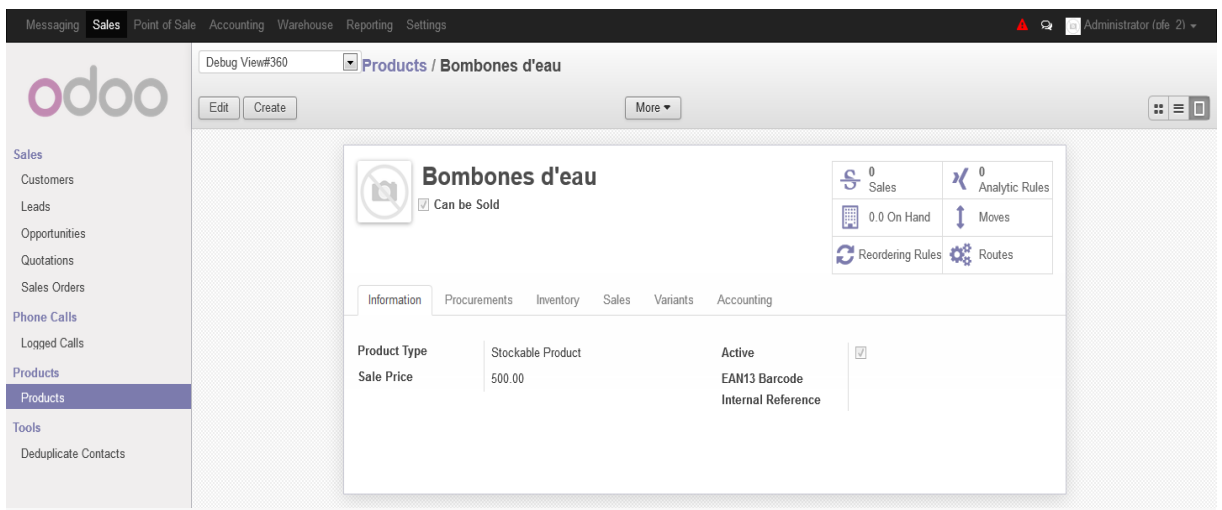 Messaging Sales Point of Sale Accounting Warehouse Reporting Settings Administrator (pfe_2)
odoo
Debug View#360 Products / Bombones d'eau
Edit Create More
Sales
Customers
Leads
Opportunities
Quotations
Sales Orders
Phone Calls
Logged Calls
Products
Products
Tools
Deduplicate Contacts
Bombones d'eau
Can be Sold
0 Sales
0 Analytic Rules
0.0 On Hand
Moves
Reordering Rules
Routes
Information Procurements Inventory Sales Variants Accounting
Product Type Stockable Product
Sale Price 500.00
Active
EAN13 Barcode
Internal Reference